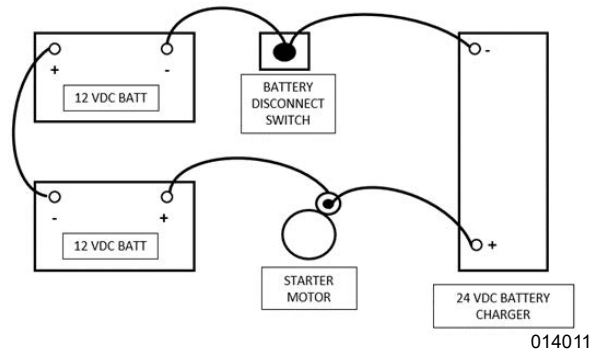 +
-
12 VDC BATT
BATTERY
DISCONNECT
SWITCH
-
-
+
12 VDC BATT
STARTER
MOTOR
+
24 VDC BATTERY
CHARGER
014011